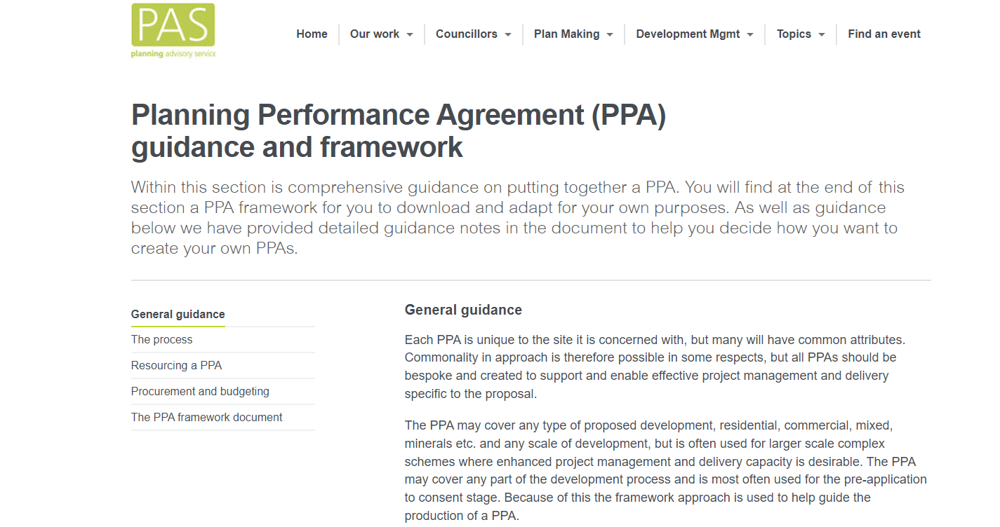 PAS
planning advisory service
Home
Our work
Councillors
Plan Making
Development Mgmt
Topics
Find an event
Planning Performance Agreement (PPA)
guidance and framework
Within this section is comprehensive guidance on putting together a PPA. You will find at the end of this
section a PPA framework for you to download and adapt for your own purposes. As well as guidance
below we have provided detailed guidance notes in the document to help you decide how you want to
create your own PPAs.
General guidance
The process
Resourcing a PPA
Procurement and budgeting
The PPA framework document
General guidance
Each PPA is unique to the site it is concerned with, but many will have common attributes.
Commonality in approach is therefore possible in some respects, but all PPAs should be
bespoke and created to support and enable effective project management and delivery
specific to the proposal.
The PPA may cover any type of proposed development, residential, commercial, mixed,
minerals etc. and any scale of development, but is often used for larger scale complex
schemes where enhanced project management and delivery capacity is desirable. The PPA
may cover any part of the development process and is most often used for the pre-application
to consent stage. Because of this the framework approach is used to help guide the
production of a PPA.